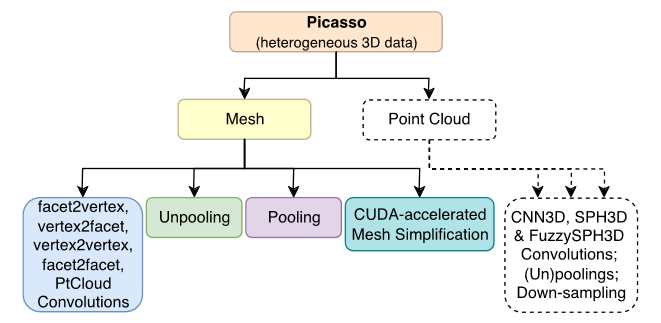 Picasso
(heterogeneous 3D data)
Mesh
Point Cloud
facet2vertex,
vertex2facet,
vertex2vertex,
facet2facet,
PtCloud
Convolutions
Unpooling
Pooling
CUDA-accelerated
Mesh Simplification
CNN3D, SPH3D
& FuzzySPH3D
Convolutions;
(Un)poolings;
Down-sampling